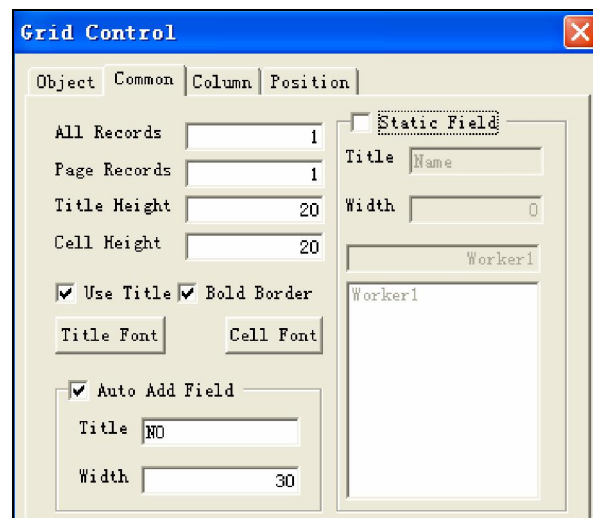 Grid Control
Object Common Column Position
All Records 1
Page Records 1
Title Height 20
Cell Height 20
Use Title Bold Border
Title Font Cell Font
Auto Add Field
Title NO
Width 30
Static Field
Title Name
Width 0
Worker1
Worker1